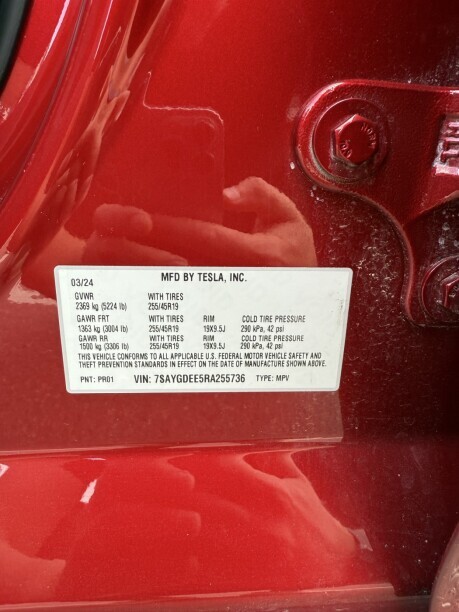 03/24 MFD BY TESLA, INC.
GVWR WITH TIRES
2369 kg (5224 lb) 255/45R19
GAWR FRT WITH TIRES RIM COLD TIRE PRESSURE
1363 kg (3004 lb) 255/45R19 19X9.5J 290 kPa, 42 psi
GAWR RR WITH TIRES RIM COLD TIRE PRESSURE
1500 kg (3306 lb) 255/45R19 19X9.5J 290 kPa, 42 psi
THIS VEHICLE CONFORMS TO ALL APPLICABLE U.S. FEDERAL MOTOR VEHICLE SAFETY AND
THEFT PREVENTION STANDARDS IN EFFECT ON THE DATE OF MANUFACTURE SHOWN ABOVE.
PNT: PR01 VIN: 7SAYGDEE5RA255736 TYPE: MPV